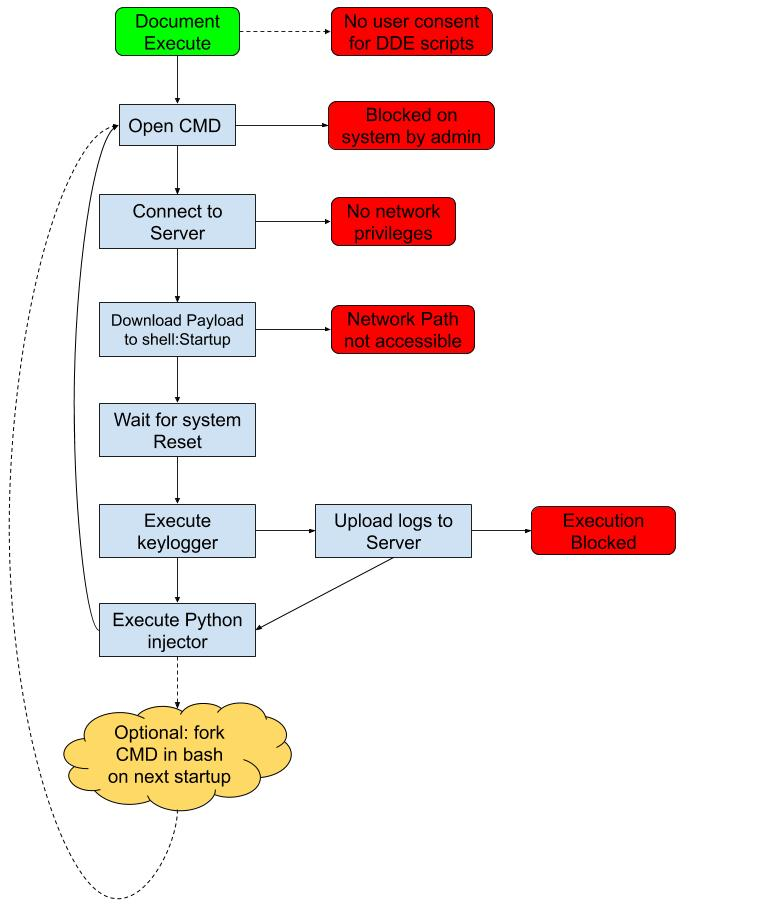 Document
Execute
No user consent
for DDE scripts
Open CMD
Blocked on
system by admin
Connect to
Server
No network
privileges
Download Payload
to shell:Startup
Network Path
not accessible
Wait for system
Reset
Execute
keylogger
Upload logs to
Server
Execution
Blocked
Execute Python
injector
Optional: fork
CMD in bash
on next startup